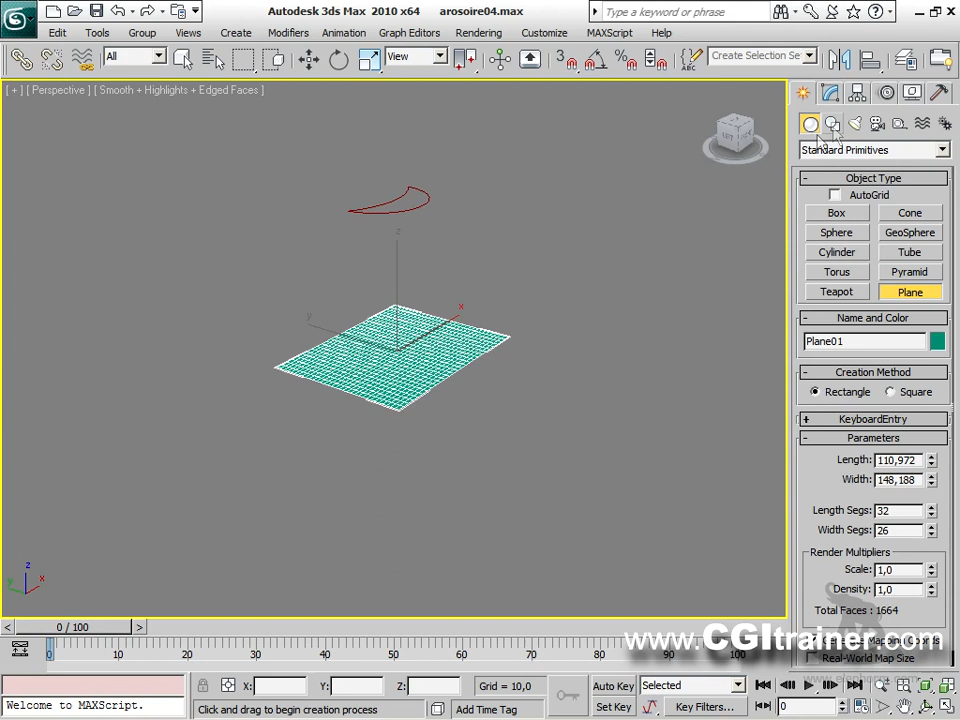 Autodesk 3ds Max 2010 x64 arosoire04.max
Type a keyword or phrase
Edit Tools Group Views Create Modifiers Animation Graph Editors Rendering Customize MAXScript Help
All View 3 Create Selection Se
[ + ] [ Perspective ] [ Smooth + Highlights + Edged Faces ]
Standard Primitives
Object Type
AutoGrid
Box Cone
Sphere GeoSphere
Cylinder Tube
Torus Pyramid
Teapot Plane
Name and Color
Plane01
Creation Method
Rectangle Square
KeyboardEntry
Parameters
Length: 110,972
Width: 148,188
Length Segs: 32
Width Segs: 26
Render Multipliers
Scale: 1,0
Density: 1,0
Total Faces : 1664
Real-World Map Size
z
x
y
z
x
y
0 / 100
0 10 20 30 40 50 60 70 80 90 100
www.CGItrainer.com
X: Y: Z: Grid = 10,0 Auto Key Selected
Welcome to MAXScript. Click and drag to begin creation process Add Time Tag Set Key Key Filters... 0